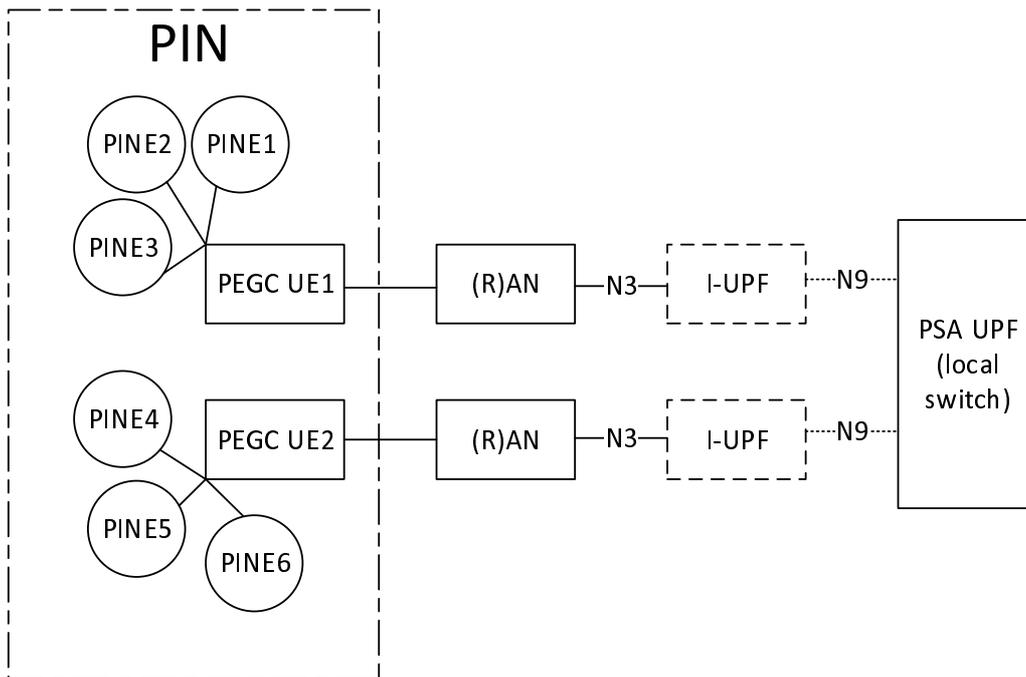 PIN
PINE2
PINE1
PINE3
PEGC UE1
(R)AN
N3
I-UPF
N9
PSA UPF
(local
switch)
PINE4
PEGC UE2
(R)AN
N3
I-UPF
N9
PINE5
PINE6